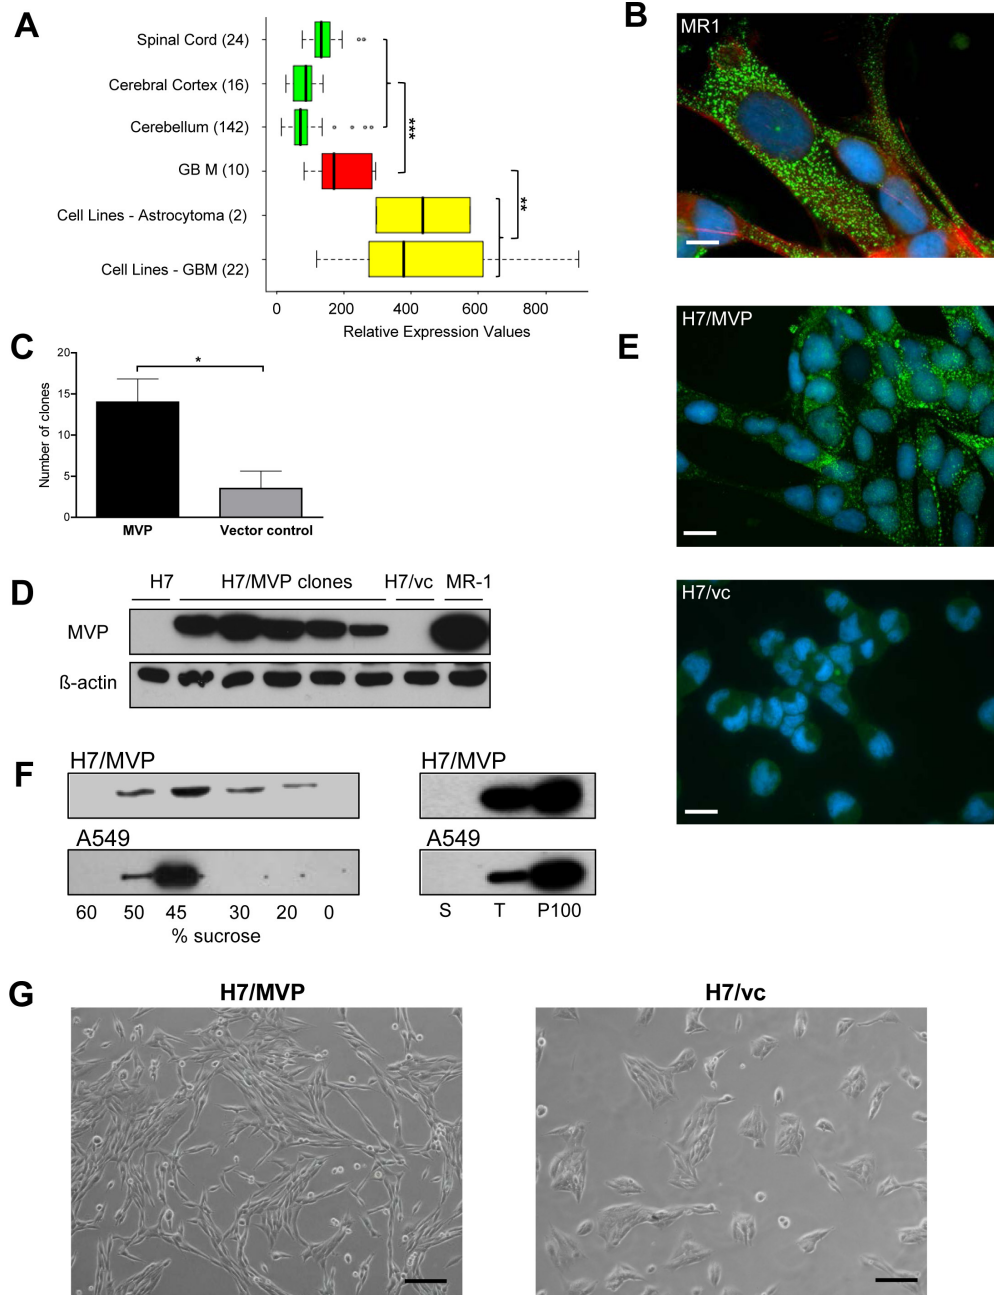 A
Spinal Cord (24)
Cerebral Cortex (16)
Cerebellum (142)
GB M (10)
Cell Lines - Astrocytoma (2)
Cell Lines - GBM (22)
***
**
0 200 400 600 800
Relative Expression Values
B
MR1
C
Number of clones
20
15
10
5
0
*
MVP Vector control
D
H7 H7/MVP clones H7/vc MR-1
MVP
ß-actin
E
H7/MVP
H7/vc
F
H7/MVP H7/MVP
A549 A549
60 50 45 30 20 0
% sucrose
S T P100
G
H7/MVP H7/vc